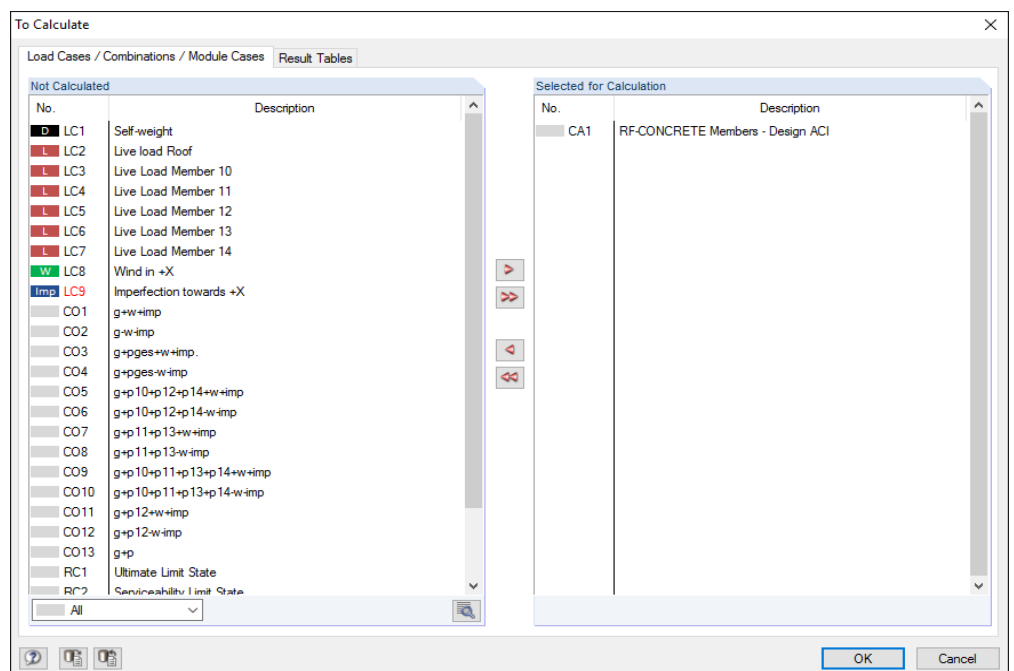 To Calculate
Load Cases / Combinations / Module Cases Result Tables
Not Calculated
No. Description
D LC1 Self-weight
L LC2 Live load Roof
L LC3 Live Load Member 10
L LC4 Live Load Member 11
L LC5 Live Load Member 12
L LC6 Live Load Member 13
L LC7 Live Load Member 14
W LC8 Wind in +X
Imp LC9 Imperfection towards +X
CO1 g+w+imp
CO2 g-w-imp
CO3 g+pges+w+imp.
CO4 g+pges-w-imp
CO5 g+p10+p12+p14+w+imp
CO6 g+p10+p12+p14-w-imp
CO7 g+p11+p13+w+imp
CO8 g+p11+p13-w-imp
CO9 g+p10+p11+p13+p14+w+imp
CO10 g+p10+p11+p13+p14-w-imp
CO11 g+p12+w+imp
CO12 g+p12-w-imp
CO13 g+p
RC1 Ultimate Limit State
RC2 Serviceability Limit State
All
Selected for Calculation
No. Description
CA1 RF-CONCRETE Members - Design ACI
OK Cancel